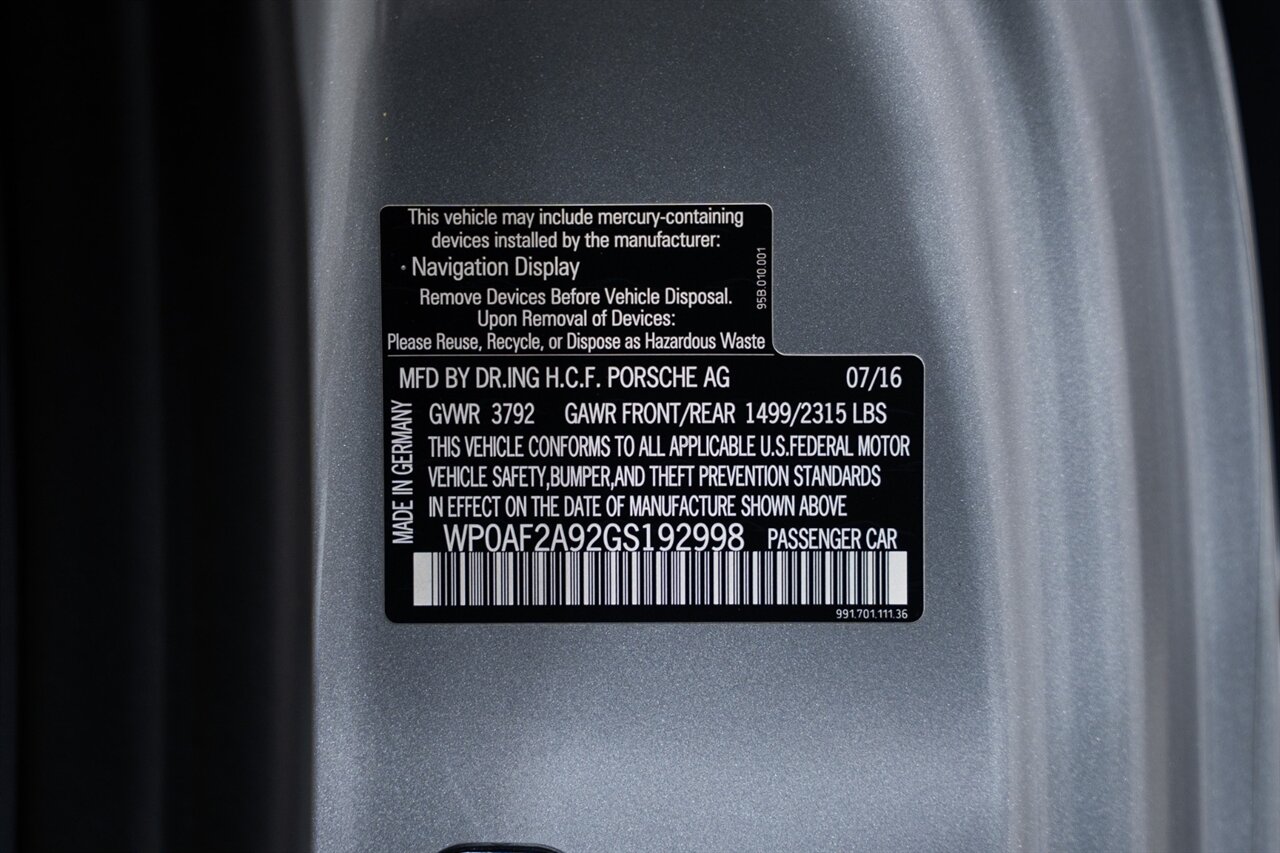 This vehicle may include mercury-containing
devices installed by the manufacturer:
• Navigation Display
Remove Devices Before Vehicle Disposal.
Upon Removal of Devices:
Please Reuse, Recycle, or Dispose as Hazardous Waste
95B.010.001
MFD BY DR.ING H.C.F. PORSCHE AG 07/16
GVWR 3792 GAWR FRONT/REAR 1499/2315 LBS
THIS VEHICLE CONFORMS TO ALL APPLICABLE U.S.FEDERAL MOTOR
VEHICLE SAFETY,BUMPER,AND THEFT PREVENTION STANDARDS
IN EFFECT ON THE DATE OF MANUFACTURE SHOWN ABOVE
MADE IN GERMANY
WP0AF2A92GS192998 PASSENGER CAR
991.701.111.36